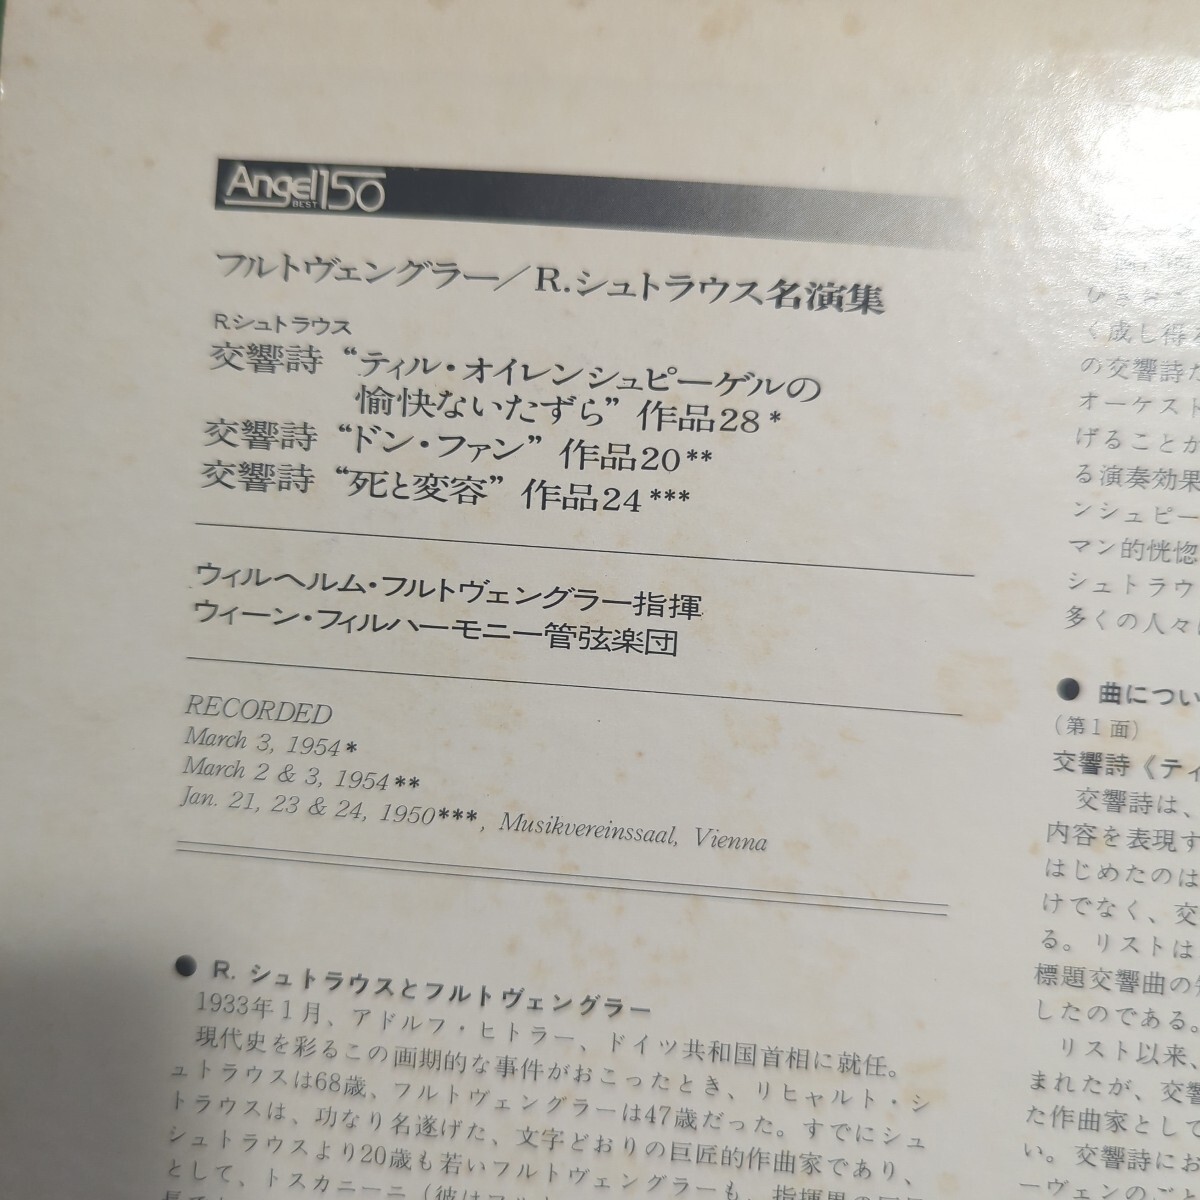 Angel BEST 150
フルトヴェングラー/R.シュトラウス名演集
Rシュトラウス
交響詩“ティル・オイレンシュピーゲルの
愉快ないたずら” 作品28*
交響詩“ドン・ファン” 作品20**
交響詩“死と変容” 作品24***
ウィルヘルム・フルトヴェングラー指揮
ウィーン・フィルハーモニー管弦楽団
RECORDED
March 3, 1954*
March 2 & 3, 1954**
Jan. 21, 23 & 24, 1950***, Musikvereinssaal, Vienna
● R. シュトラウスとフルトヴェングラー
1933年1月、アドルフ・ヒトラー、ドイツ共和国首相に就任。
現代史を彩るこの画期的な事件がおこったとき、リヒャルト・シ
ュトラウスは68歳、フルトヴェングラーは47歳だった。すでにシュ
トラウスは、功なり名遂げた、文字どおりの巨匠的作曲家であり、
シュトラウスより20歳も若いフルトヴェングラーも、指揮界の
として、トスカニーニ
く成し得
の交響詩
オーケスト
げることが
る演奏効果
ンシュピー
マン的恍惚
シュトラウ
多くの人々
● 曲につい
(第1面)
交響詩《ティ
交響詩は、
内容を表現す
はじめたのは
けでなく、交
る。リストは
標題交響曲の
したのである。
リスト以来、
まれたが、交響
た作曲家として
い。交響詩にお
ーヴェンのごと